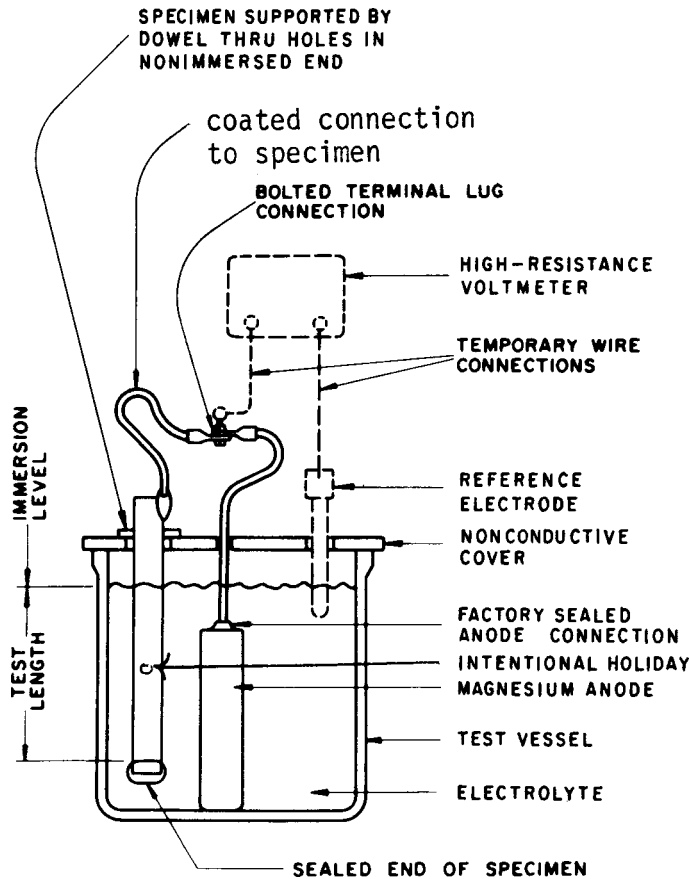 SPECIMEN SUPPORTED BY
DOWEL THRU HOLES IN
NONIMMERSED END
coated connection
to specimen
BOLTED TERMINAL LUG
CONNECTION
HIGH-RESISTANCE
VOLTMETER
TEMPORARY WIRE
CONNECTIONS
IMMERSION
LEVEL
REFERENCE
ELECTRODE
NONCONDUCTIVE
COVER
TEST
LENGTH
FACTORY SEALED
ANODE CONNECTION
INTENTIONAL HOLIDAY
MAGNESIUM ANODE
TEST VESSEL
ELECTROLYTE
SEALED END OF SPECIMEN